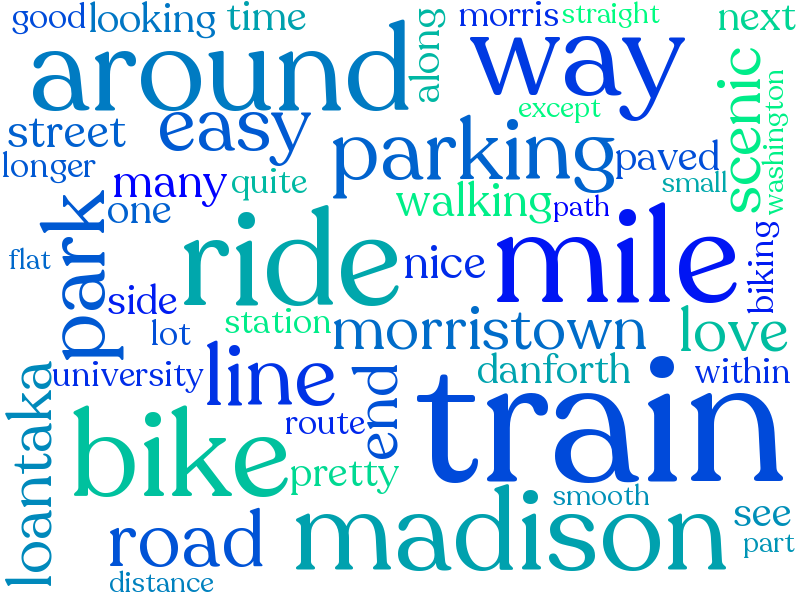 good looking time
morris straight
next
around
along
way
scenic
washington
except
street
easy
parking
paved
longer
many
quite
small
walking
path
park
one
ride
nice
mile
biking
flat
side
lot
station
morristown
love
university
line
end
danforth
within
loantaka
bike
route
train
pretty
smooth
road
madison
see
part
distance